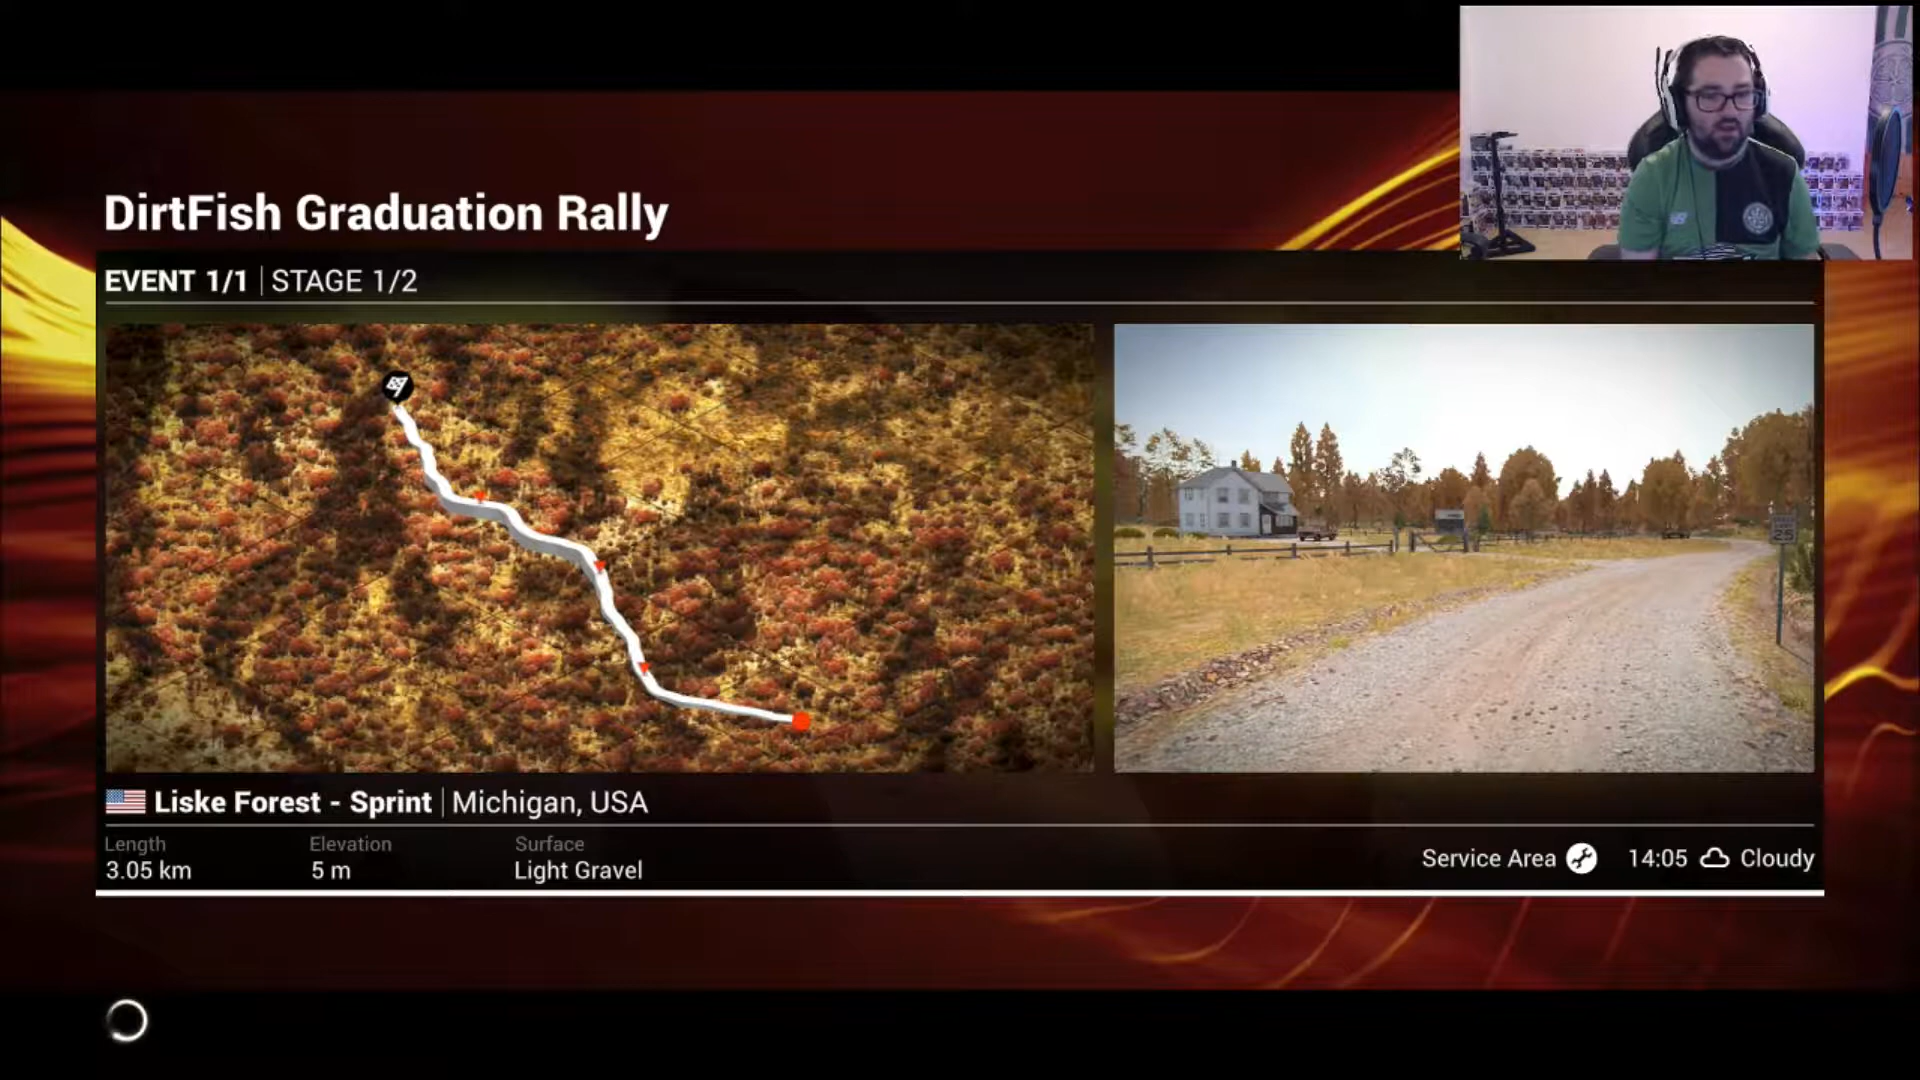 DirtFish Graduation Rally
EVENT 1/1 | STAGE 1/2
25
Liske Forest - Sprint | Michigan, USA
Length
3.05 km
Elevation
5 m
Surface
Light Gravel
Service Area
14:05
Cloudy